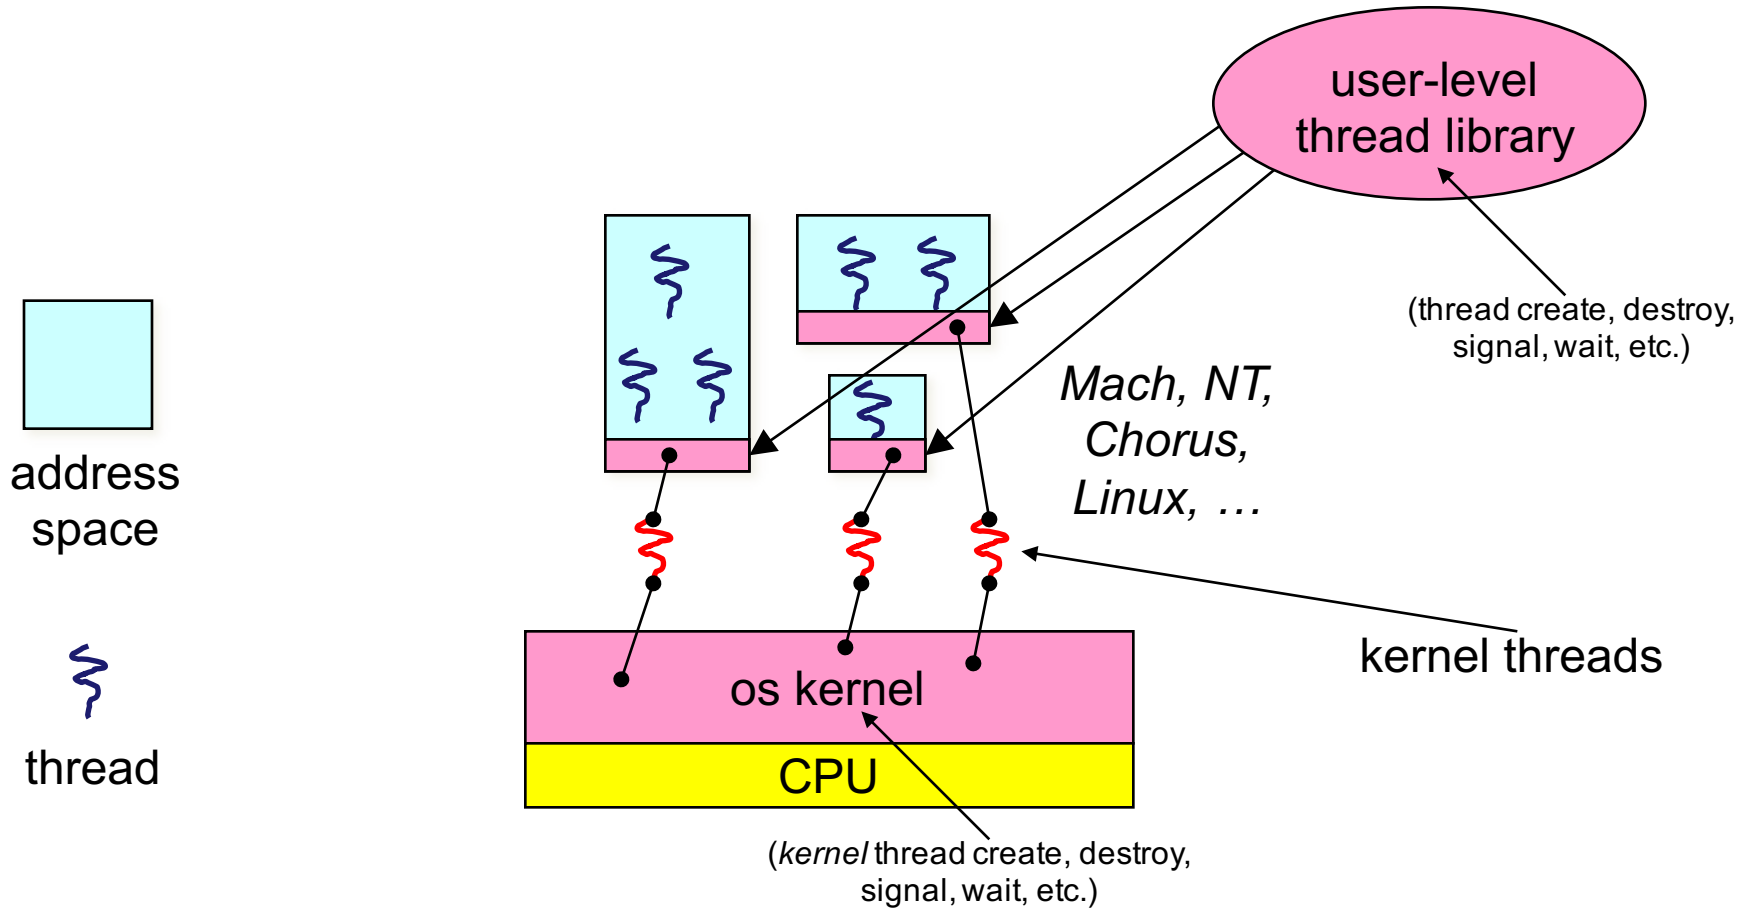 user-level
thread library
(thread create, destroy,
signal, wait, etc.)
Mach, NT,
Chorus,
Linux, …
address
space
kernel threads
os kernel
thread
CPU
(kernel thread create, destroy,
signal, wait, etc.)